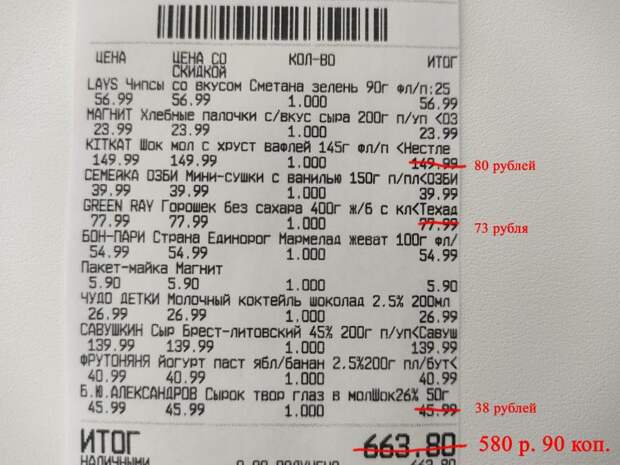 ЦЕНА ЦЕНА СО СКИДКОЙ КОЛ-ВО ИТОГ
LAYS Чипсы со вкусом Сметана зелень 90г фл/п:25
56.99 56.99 1.000 56.99
МАГНИТ Хлебные палочки с/вкус сыра 200г п/уп <ОЗ
23.99 23.99 1.000 23.99
КІТКАТ Шок мол с хруст вафлей 145г фл/п <Нестле
149.99 149.99 1.000 149.99 80 рублей
СЕМЕЙКА ОЗБИ Мини-сушки с ванилью 150г п/пл<ОЗБИ
39.99 39.99 1.000 39.99
GREEN RAY Горошек без сахара 400г ж/б с кл<Техад
77.99 77.99 1.000 77.99 73 рубля
БОН-ПАРИ Страна Единорог Мармелад жеват 100г фл/
54.99 54.99 1.000 54.99
Пакет-майка Магнит
5.90 5.90 1.000 5.90
ЧУДО ДЕТКИ Молочный коктейль шоколад 2.5% 200мл
26.99 26.99 1.000 26.99
САВУШКИН Сыр Брест-литовский 45% 200г п/уп<Савуш
139.99 139.99 1.000 139.99
ФРУТОНЯНЯ Йогурт паст ябл/банан 2.5%200г пл/бут<
40.99 40.99 1.000 40.99
Б.Ю.АЛЕКСАНДРОВ Сырок твор глаз в молШок26% 50г
45.99 45.99 1.000 45.99 38 рублей
ИТОГ 663.80 580 р. 90 коп.
НАЛИЧНЫМИ